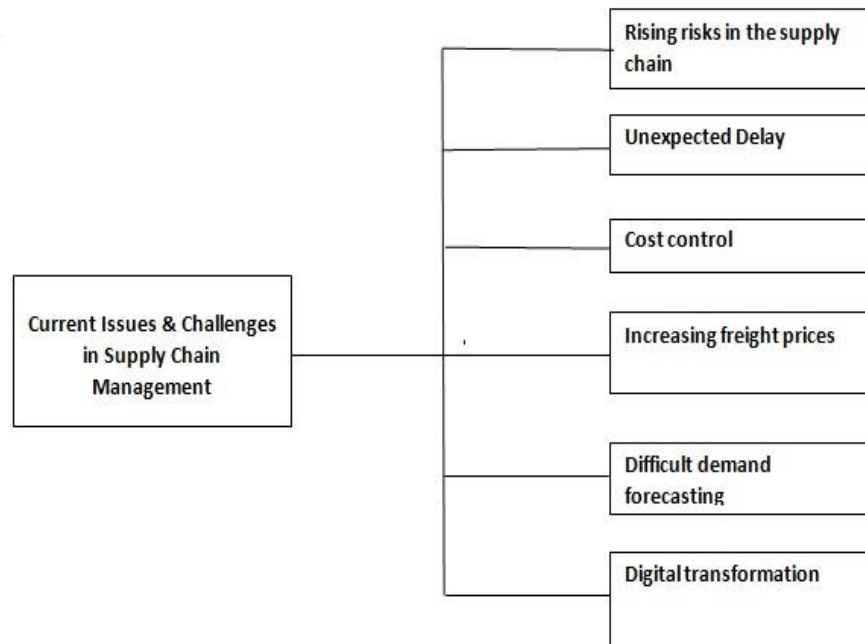 Rising risks in the supply
chain
Unexpected Delay
Cost control
Current Issues & Challenges
in Supply Chain
Management
Increasing freight prices
Difficult demand
forecasting
Digital transformation